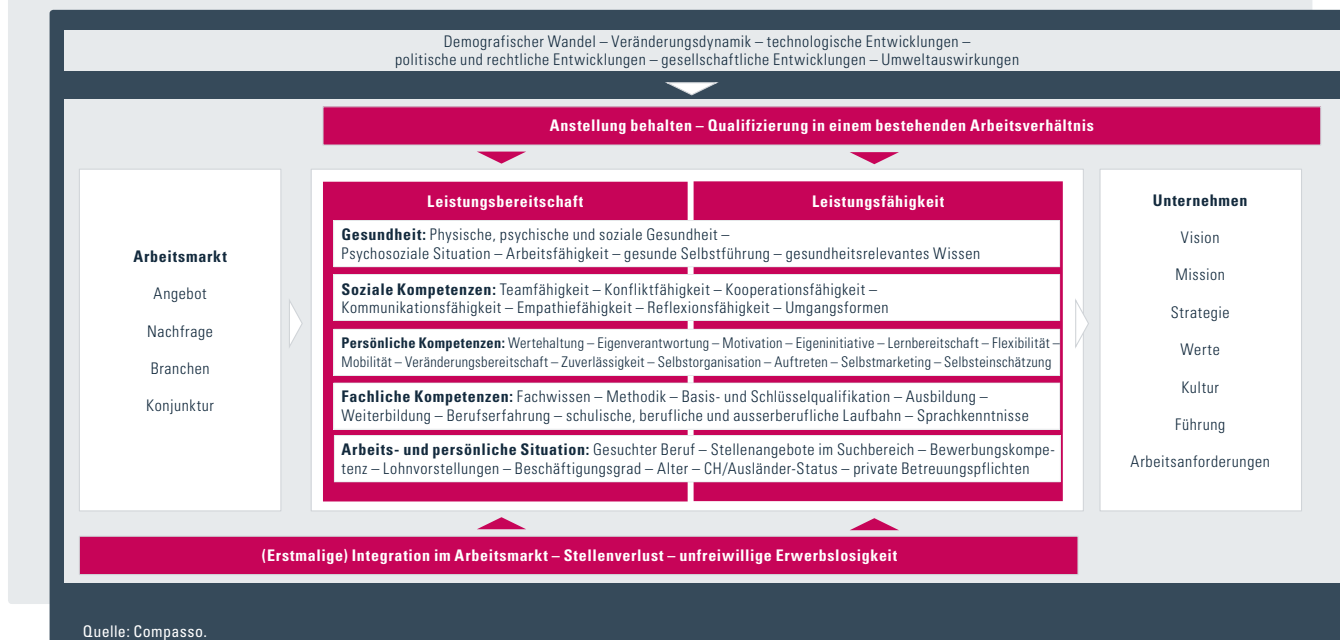 Demografischer Wandel – Veränderungsdynamik – technologische Entwicklungen –
politische und rechtliche Entwicklungen – gesellschaftliche Entwicklungen – Umweltauswirkungen
Anstellung behalten – Qualifizierung in einem bestehenden Arbeitsverhältnis
Arbeitsmarkt
Angebot
Nachfrage
Branchen
Konjunktur
Leistungsbereitschaft
Leistungsfähigkeit
Gesundheit: Physische, psychische und soziale Gesundheit –
Psychosoziale Situation – Arbeitsfähigkeit – gesunde Selbstführung – gesundheitsrelevantes Wissen
Soziale Kompetenzen: Teamfähigkeit – Konfliktfähigkeit – Kooperationsfähigkeit –
Kommunikationsfähigkeit – Empathiefähigkeit – Reflexionsfähigkeit – Umgangsformen
Persönliche Kompetenzen: Wertehaltung – Eigenverantwortung – Motivation – Eigeninitiative – Lernbereitschaft – Flexibilität –
Mobilität – Veränderungsbereitschaft – Zuverlässigkeit – Selbstorganisation – Auftreten – Selbstmarketing – Selbsteinschätzung
Fachliche Kompetenzen: Fachwissen – Methodik – Basis- und Schlüsselqualifikation – Ausbildung –
Weiterbildung – Berufserfahrung – schulische, berufliche und ausserberufliche Laufbahn – Sprachkenntnisse
Arbeits- und persönliche Situation: Gesuchter Beruf – Stellenangebote im Suchbereich – Bewerbungskompe-
tenz – Lohnvorstellungen – Beschäftigungsgrad – Alter – CH/Ausländer-Status – private Betreuungspflichten
Unternehmen
Vision
Mission
Strategie
Werte
Kultur
Führung
Arbeitsanforderungen
(Erstmalige) Integration im Arbeitsmarkt – Stellenverlust – unfreiwillige Erwerbslosigkeit
Quelle: Compasso.